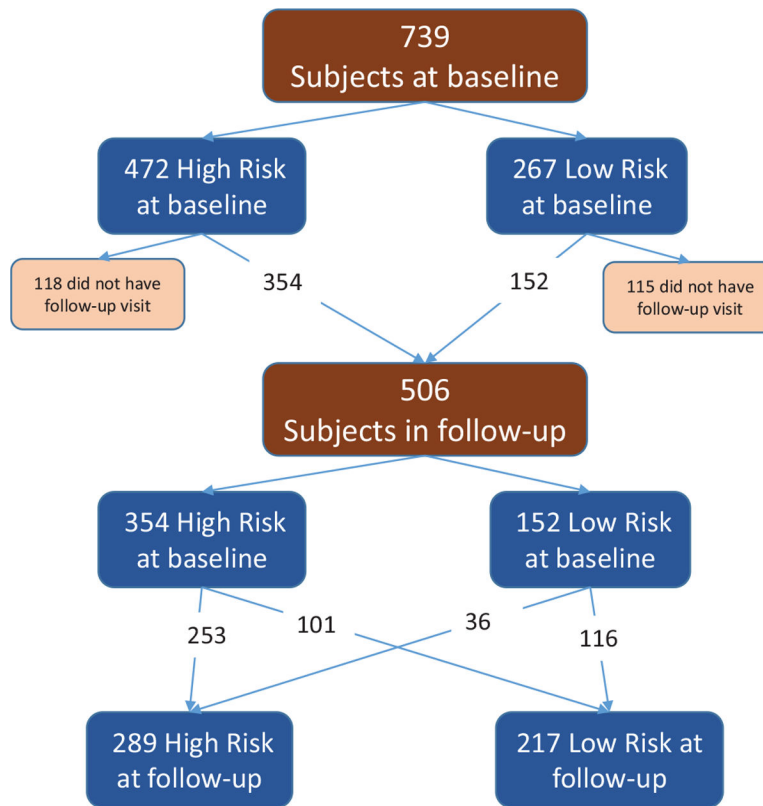 739
Subjects at baseline
472 High Risk
at baseline
267 Low Risk
at baseline
118 did not have
follow-up visit
354
152
115 did not have
follow-up visit
506
Subjects in follow-up
354 High Risk
at baseline
152 Low Risk
at baseline
253
101
36
116
289 High Risk
at follow-up
217 Low Risk at
follow-up